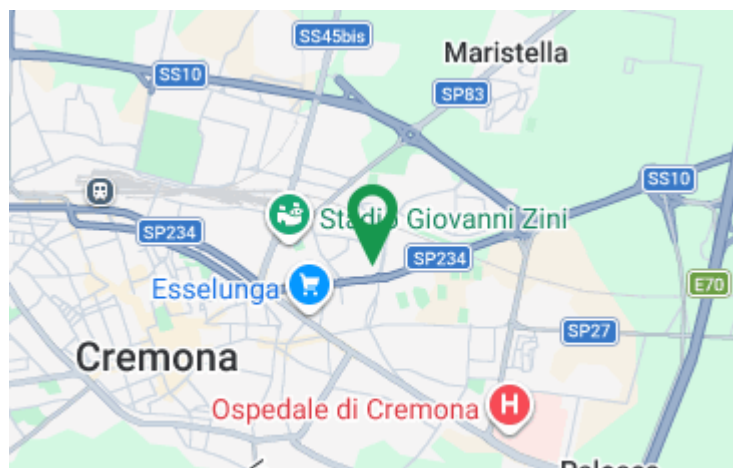 SS45bis
Maristella
SS10
SP83
SS10
Stadio Giovanni Zini
SP234
SP234
Esselunga
E70
SP27
Cremona
Ospedale di Cremona
H